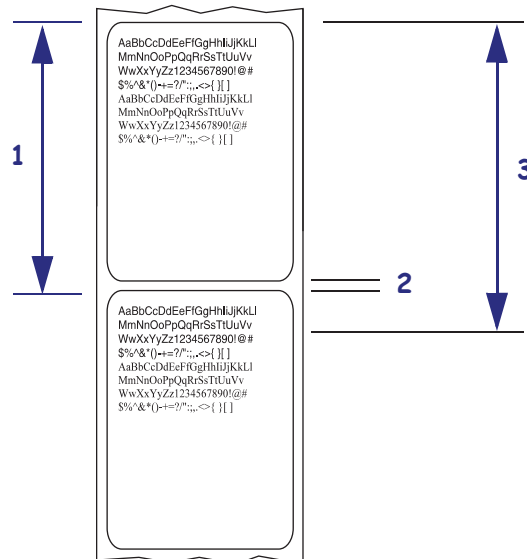 AaBbCcDdEeFfGgHhIiJjKkLl
MmNnOoPpQqRrSsTtUuVv
WwXxYyZz1234567890!@#
$%^&*()-+=?/":;,.<>{ }[ ]
AaBbCcDdEeFfGgHhIiJjKkLl
MmNnOoPpQqRrSsTtUuVv
WwXxYyZz1234567890!@#
$%^&*()-+=?/":;,.<>{ }[ ]
1
3
2
AaBbCcDdEeFfGgHhIiJjKkLl
MmNnOoPpQqRrSsTtUuVv
WwXxYyZz1234567890!@#
$%^&*()-+=?/":;,.<>{ }[ ]
AaBbCcDdEeFfGgHhIiJjKkLl
MmNnOoPpQqRrSsTtUuVv
WwXxYyZz1234567890!@#
$%^&*()-+=?/":;,.<>{ }[ ]